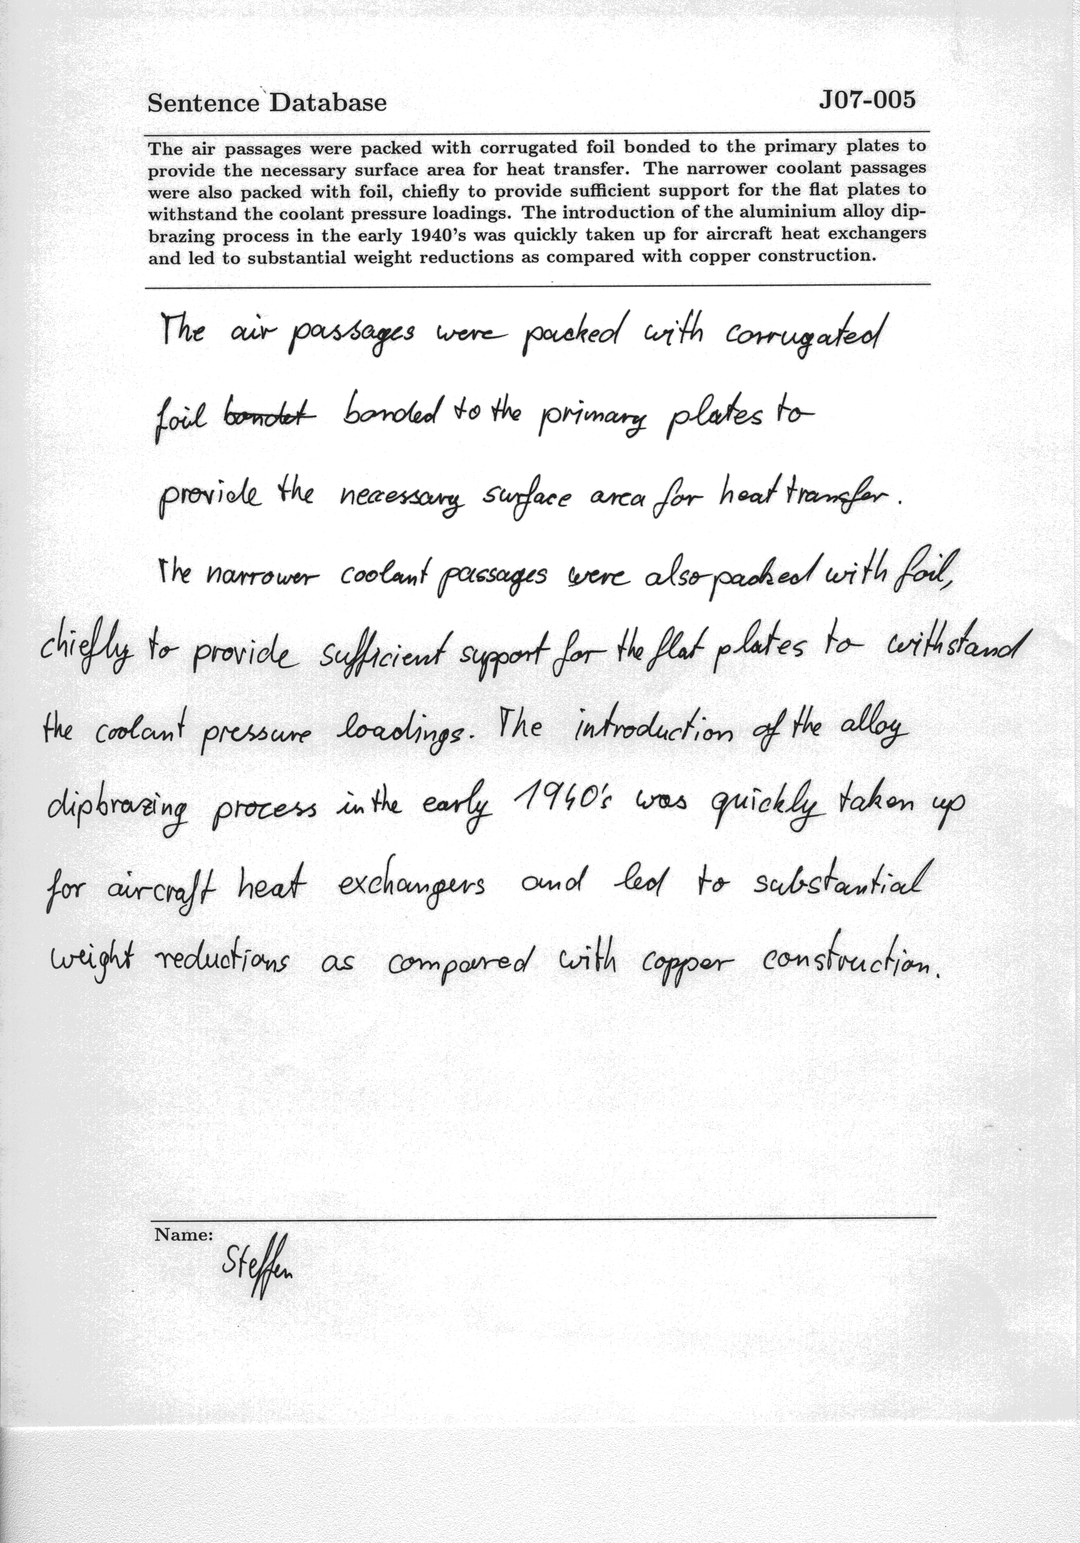 Sentence Database
J07-005
The air passages were packed with corrugated foil bonded to the primary plates to
provide the necessary surface area for heat transfer. The narrower coolant passages
were also packed with foil, chiefly to provide sufficient support for the flat plates to
withstand the coolant pressure loadings. The introduction of the aluminium alloy dip-
brazing process in the early 1940's was quickly taken up for aircraft heat exchangers
and led to substantial weight reductions as compared with copper construction.
The air passages were packed with corrugated
foil bondet bonded to the primary plates to
provide the necessary surface area for heat transfer.
The narrower coolant passages were also packed with foil,
chiefly to provide sufficient support for the flat plates to withstand
the coolant pressure loadings. The introduction of the alloy
dipbrazing process in the early 1940's was quickly taken up
for aircraft heat exchangers and led to substantial
weight reductions as compared with copper construction.
Name:
Steffen